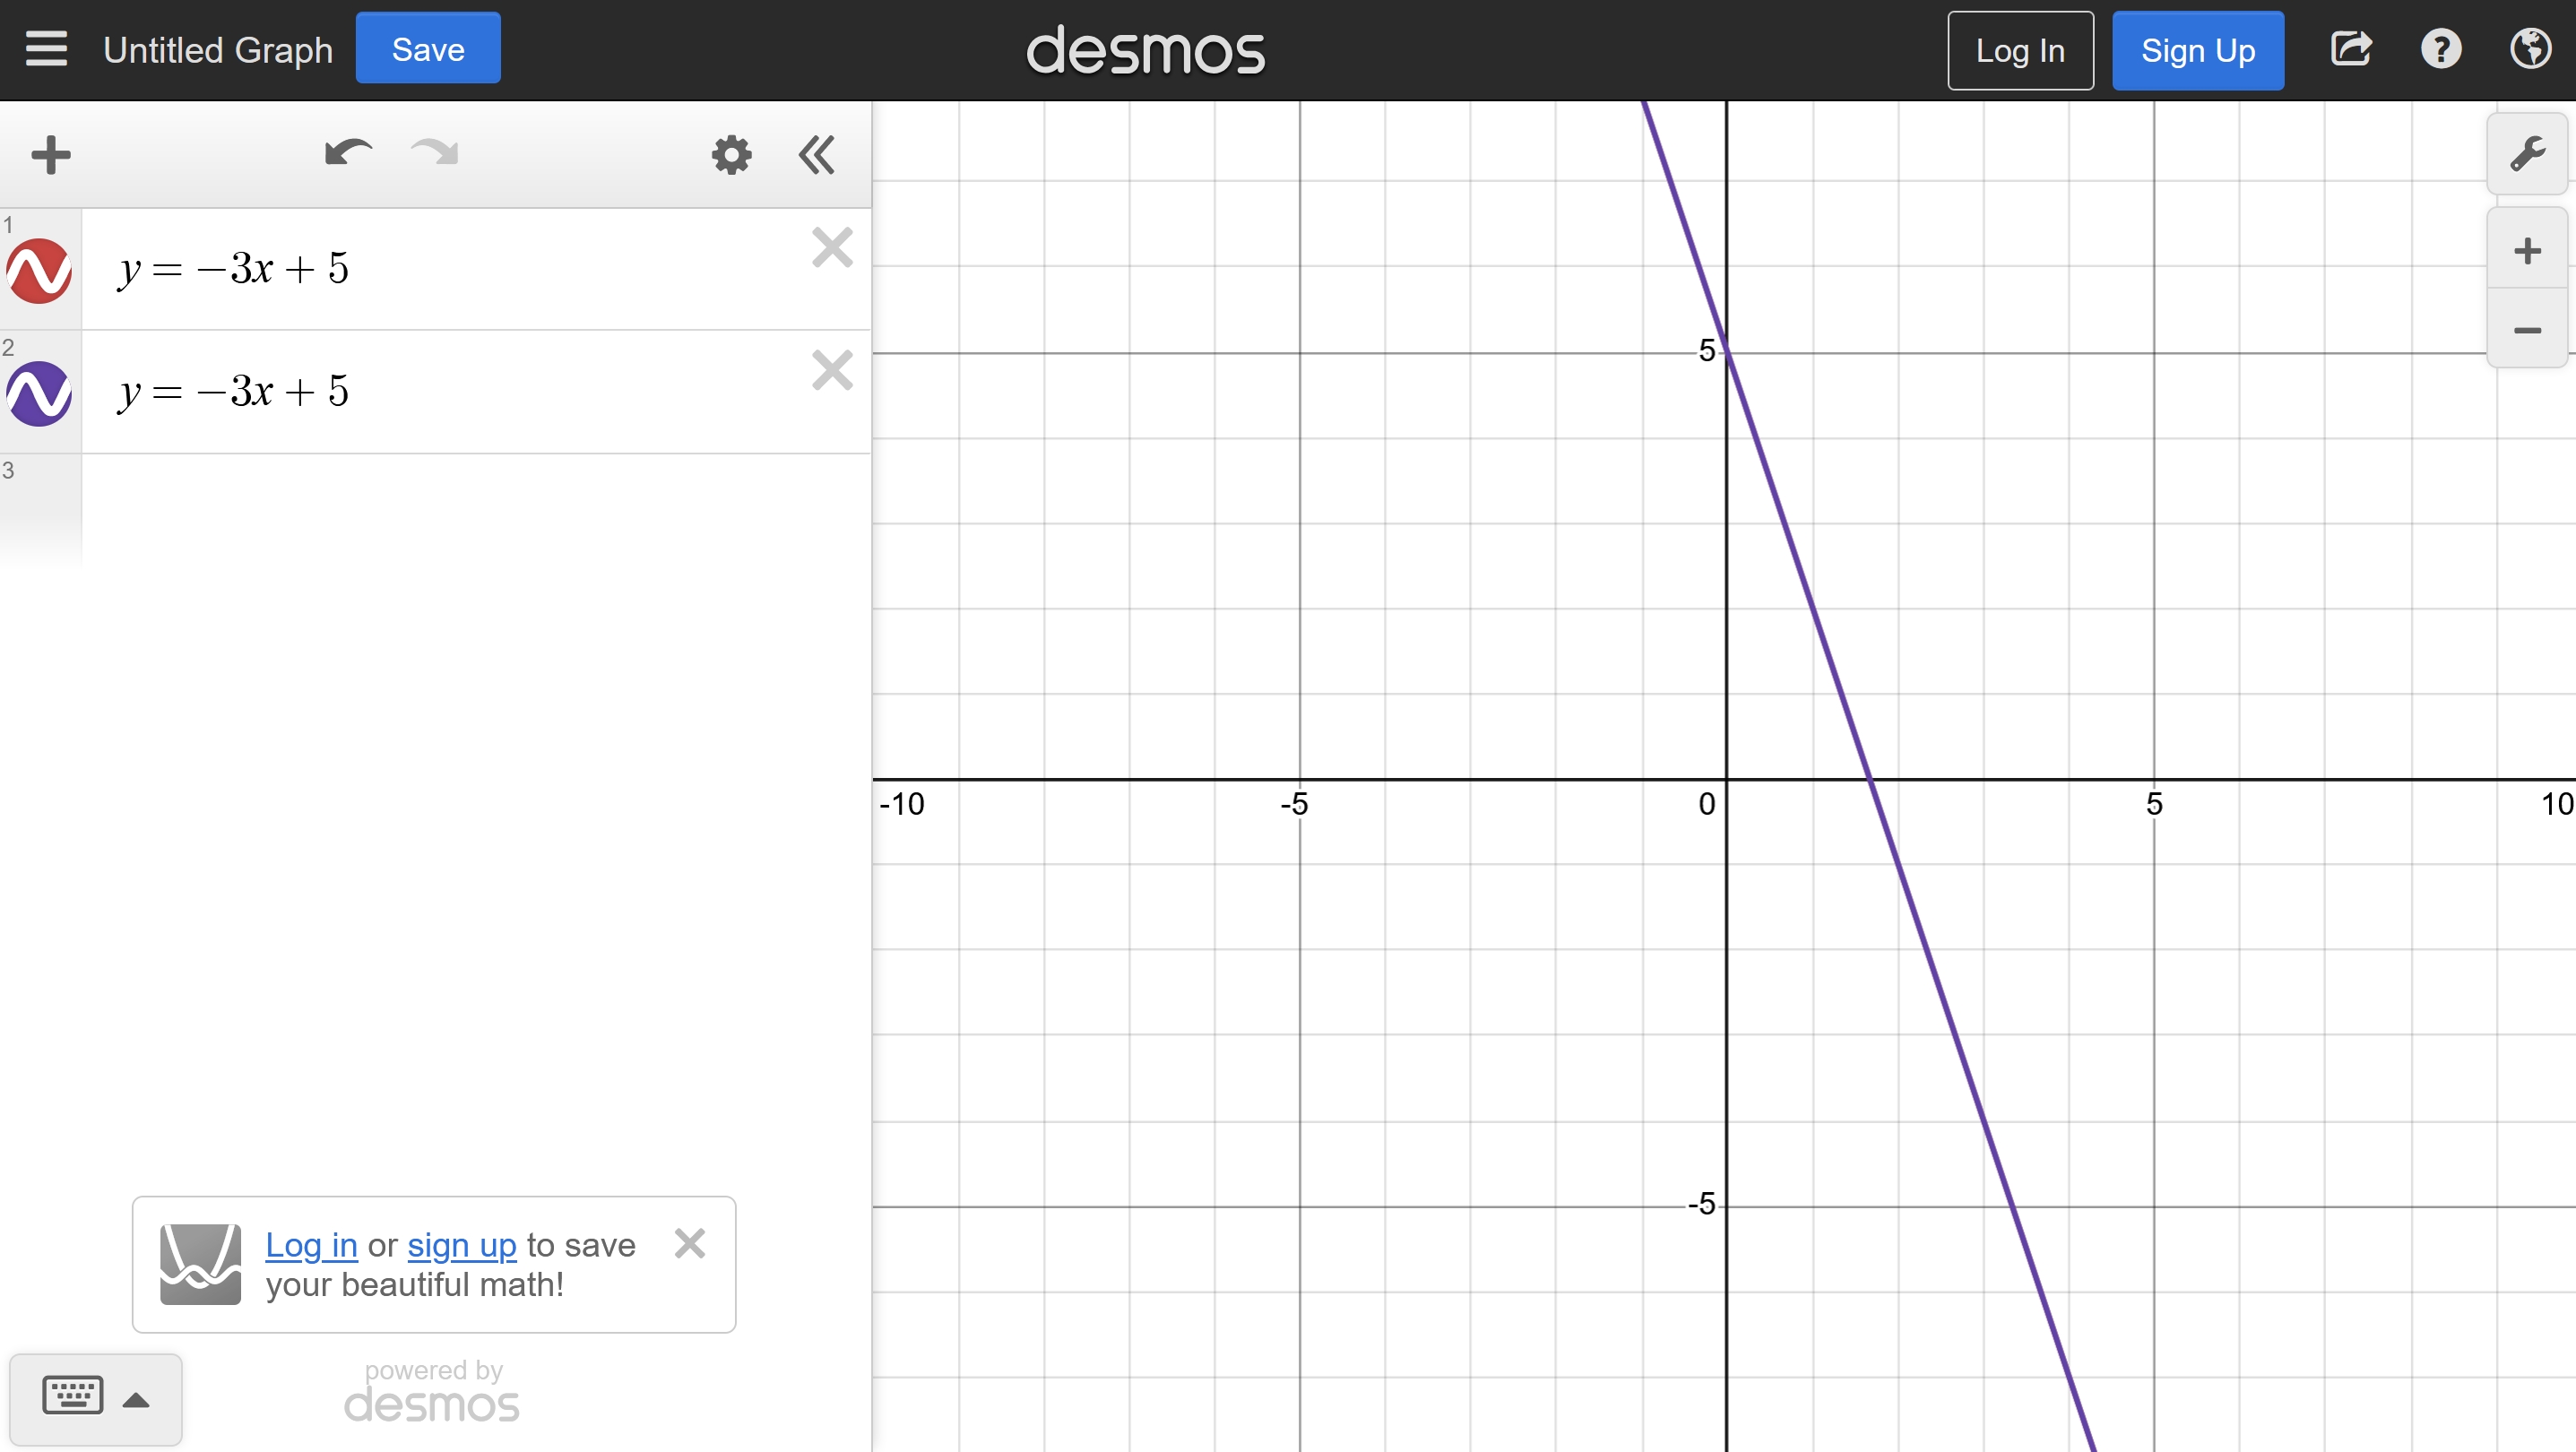 Untitled Graph Save desmos Log In Sign Up ?
1
y = −3x + 5
2
y = −3x + 5
3
5
-10 -5 0 5 10
-5
Log in or sign up to save
your beautiful math!
powered by
desmos